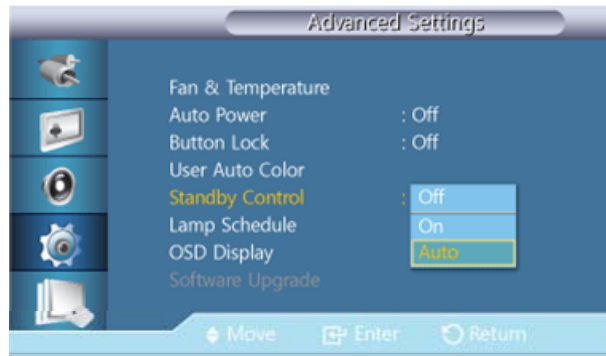 Advanced Settings
Fan & Temperature
Auto Power : Off
Button Lock : Off
User Auto Color
Standby Control : Off
Lamp Schedule On
OSD Display Auto
Software Upgrade
Move Enter Return